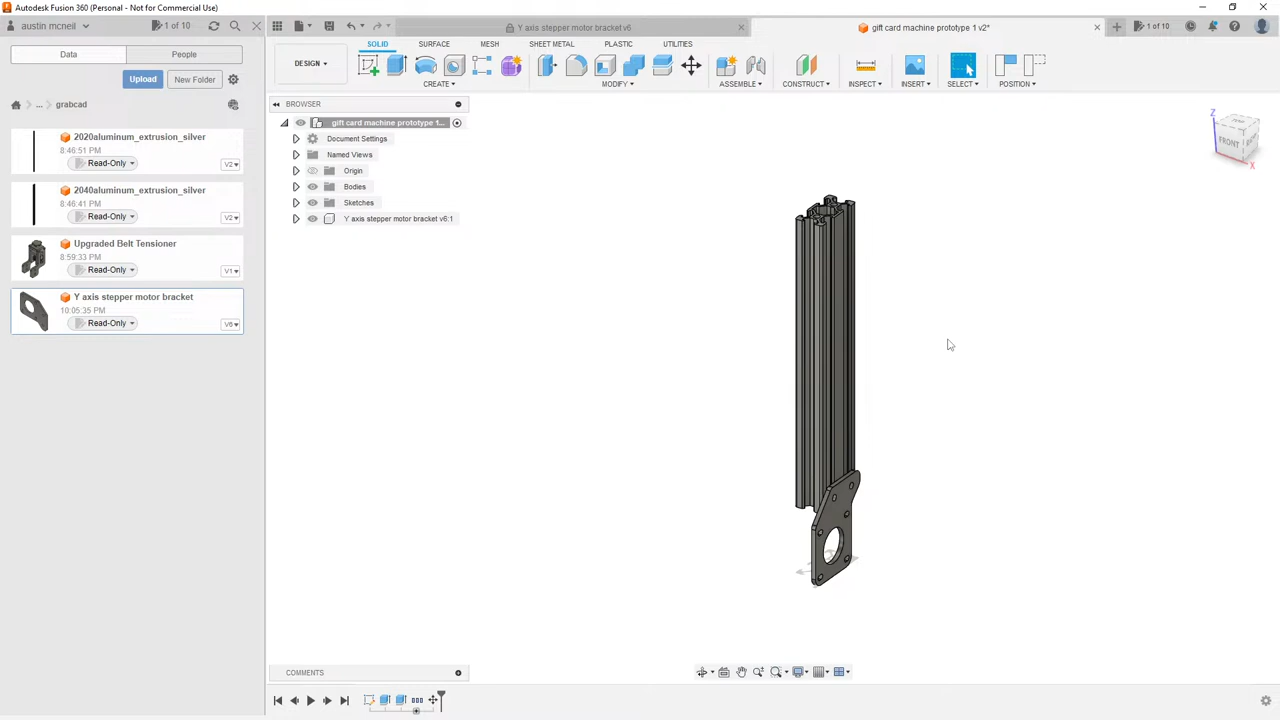 Autodesk Fusion 360 (Personal - Not for Commercial Use)
austin mcneil
1 of 10
Y axis stepper motor bracket v6
gift card machine prototype 1 v2*
1 of 10
Data
People
SOLID
SURFACE
MESH
SHEET METAL
PLASTIC
UTILITIES
DESIGN
Upload
New Folder
CREATE
MODIFY
ASSEMBLE
CONSTRUCT
INSPECT
INSERT
SELECT
POSITION
... grabcad
BROWSER
gift card machine prototype 1...
Document Settings
Named Views
Origin
Bodies
Sketches
Y axis stepper motor bracket v6:1
2020aluminum_extrusion_silver
8:46:51 PM
Read-Only
V2
2040aluminum_extrusion_silver
8:46:41 PM
Read-Only
V2
Upgraded Belt Tensioner
8:59:33 PM
Read-Only
V1
Y axis stepper motor bracket
10:05:35 PM
Read-Only
V6
Z
FRONT
X
COMMENTS